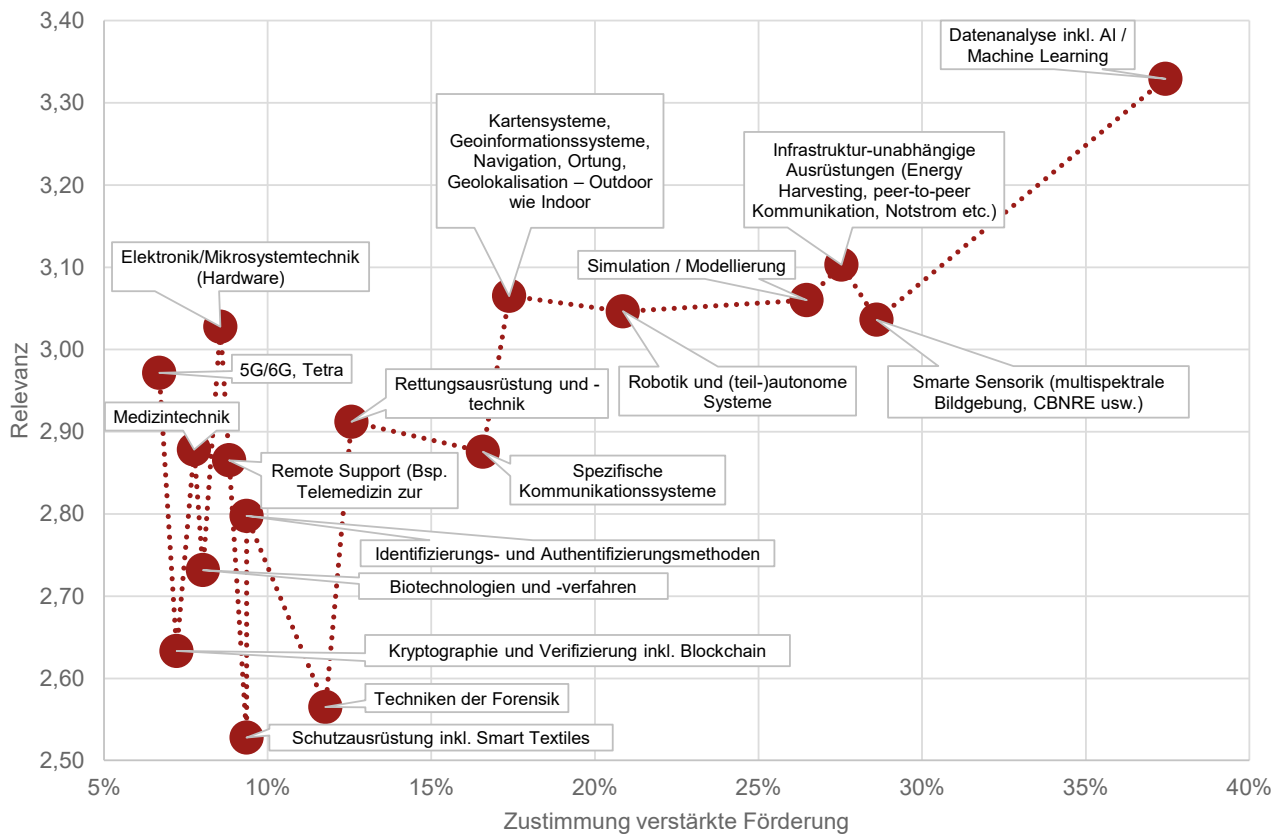 3,40
3,30
3,20
3,10
3,00
2,90
2,80
2,70
2,60
2,50
Relevanz
5%
10%
15%
20%
25%
30%
35%
40%
Zustimmung verstärkte Förderung
Datenanalyse inkl. AI /
Machine Learning
Kartensysteme,
Geoinformationssysteme,
Navigation, Ortung,
Geolokalisation – Outdoor
wie Indoor
Infrastruktur-unabhängige
Ausrüstungen (Energy
Harvesting, peer-to-peer
Kommunikation, Notstrom etc.)
Elektronik/Mikrosystemtechnik
(Hardware)
Simulation / Modellierung
5G/6G, Tetra
Rettungsausrüstung und -
technik
Robotik und (teil-)autonome
Systeme
Smarte Sensorik (multispektrale
Bildgebung, CBNRE usw.)
Medizintechnik
Remote Support (Bsp.
Telemedizin zur
Spezifische
Kommunikationssysteme
Identifizierungs- und Authentifizierungsmethoden
Biotechnologien und -verfahren
Kryptographie und Verifizierung inkl. Blockchain
Techniken der Forensik
Schutzausrüstung inkl. Smart Textiles